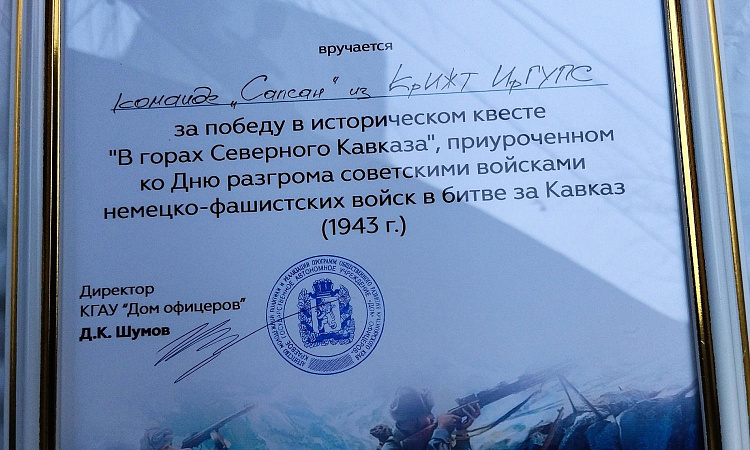 вручается
команде „Сапсан" из КрИЖТ ИрГУПС
за победу в историческом квесте
"В горах Северного Кавказа", приуроченном
ко Дню разгрома советскими войсками
немецко-фашистских войск в битве за Кавказ
(1943 г.)
Директор
КГАУ "Дом офицеров"
Д.К. Шумов